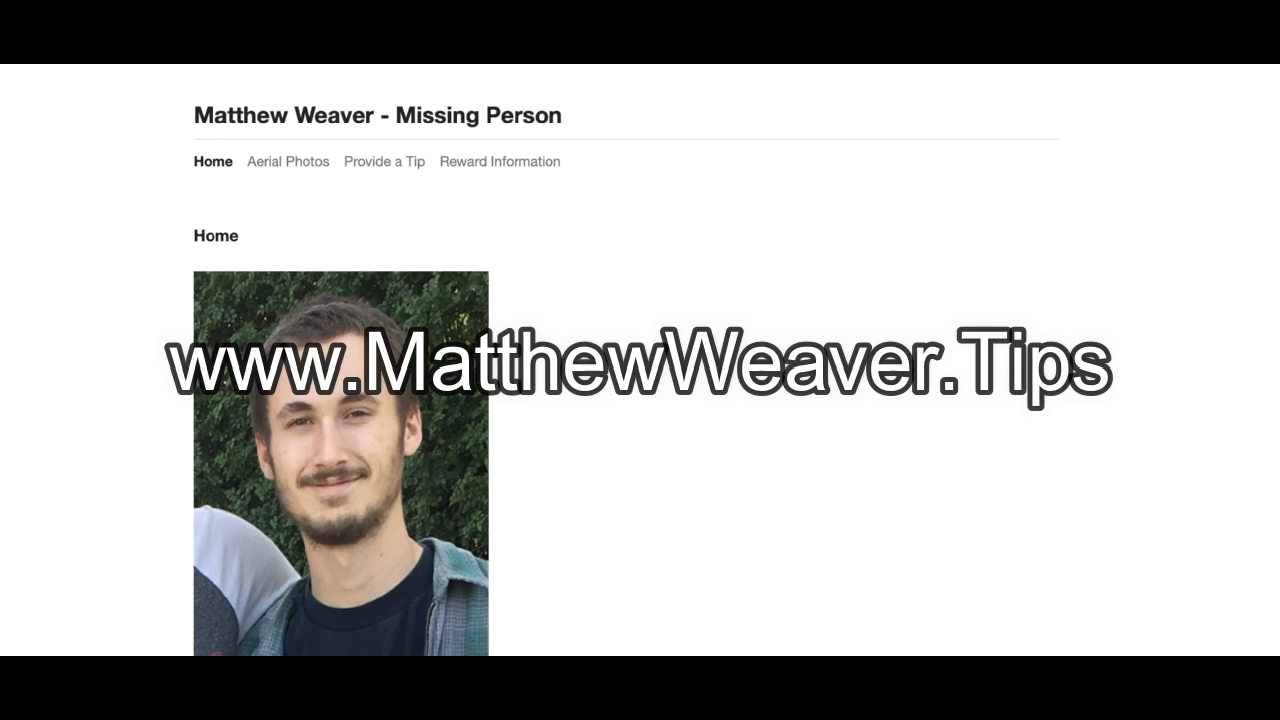 Matthew Weaver - Missing Person
Home Aerial Photos Provide a Tip Reward Information
Home
www.MatthewWeaver.Tips